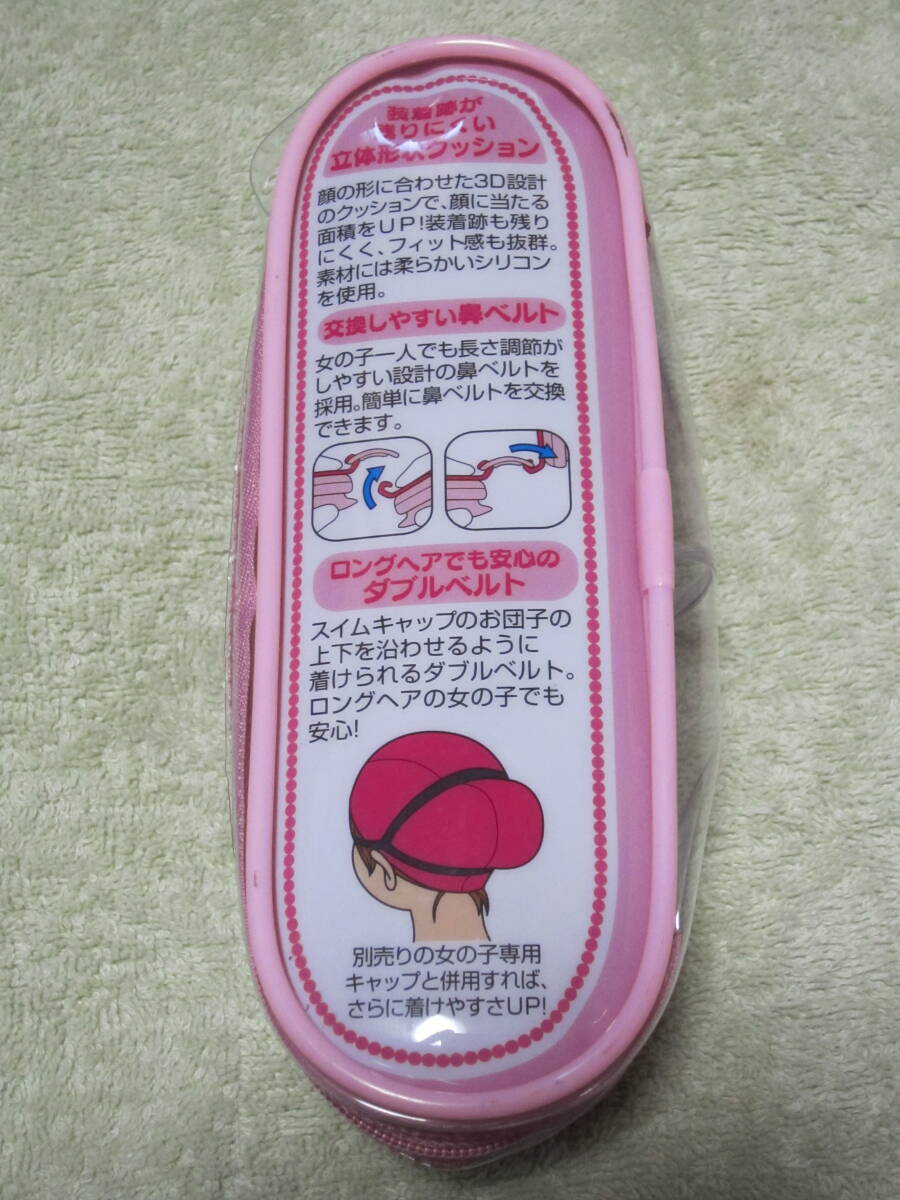 装着跡が
残りにくい
立体形状クッション
顔の形に合わせた3D設計
のクッションで、顔に当たる
面積をUP!装着跡も残り
にくく、フィット感も抜群。
素材には柔らかいシリコン
を使用。
交換しやすい鼻ベルト
女の子一人でも長さ調節が
しやすい設計の鼻ベルトを
採用。簡単に鼻ベルトを交換
できます。
ロングヘアでも安心の
ダブルベルト
スイムキャップのお団子の
上下を沿わせるように
着けられるダブルベルト。
ロングヘアの女の子でも
安心!
別売りの女の子専用
キャップと併用すれば、
さらに着けやすさUP!